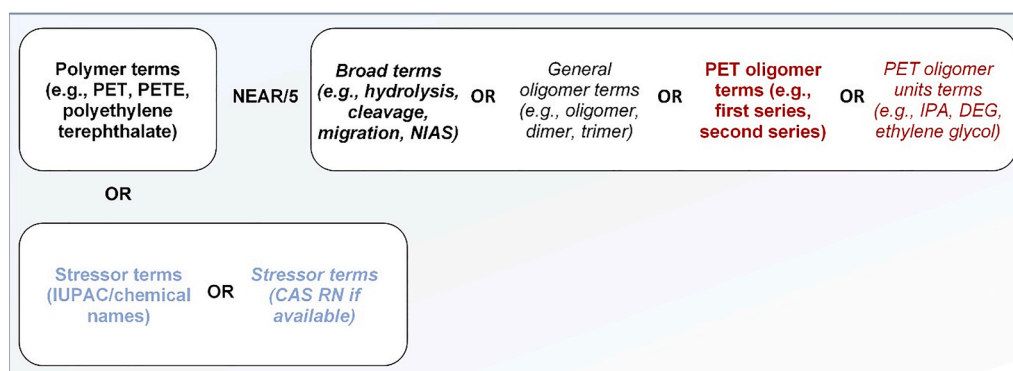 Polymer terms
(e.g., PET, PETE,
polyethylene
terephthalate)
NEAR/5
Broad terms
(e.g., hydrolysis,
cleavage,
migration, NIAS)
OR
General
oligomer terms
(e.g., oligomer,
dimer, trimer)
OR
PET oligomer
terms (e.g.,
first series,
second series)
OR
PET oligomer
units terms
(e.g., IPA, DEG,
ethylene glycol)
OR
Stressor terms
(IUPAC/chemical
names)
OR
Stressor terms
(CAS RN if
available)